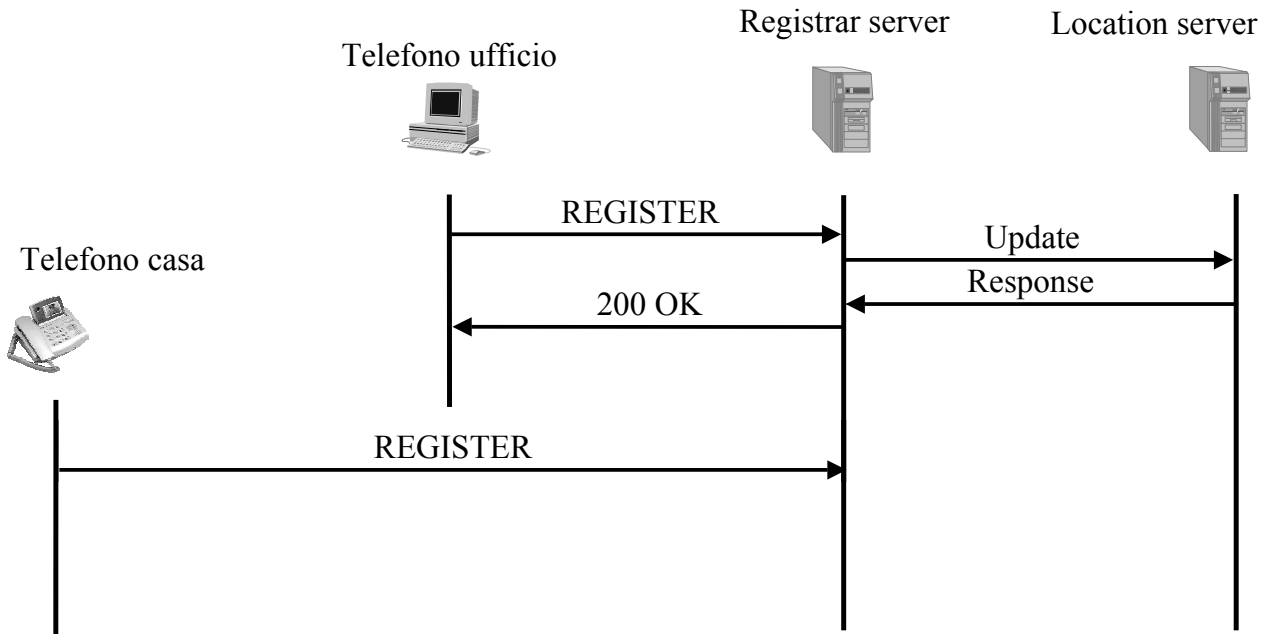 Registrar server
Location server
Telefono ufficio
REGISTER
Update
Telefono casa
Response
200 OK
REGISTER